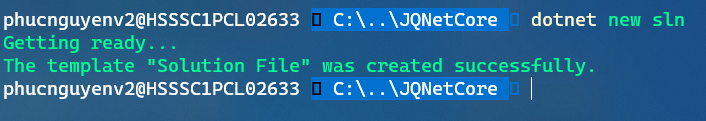 phucnguyenv2@HSSSC1PCL02633 C:\..\JQNetCore dotnet new sln
Getting ready...
The template "Solution File" was created successfully.
phucnguyenv2@HSSSC1PCL02633 C:\..\JQNetCore